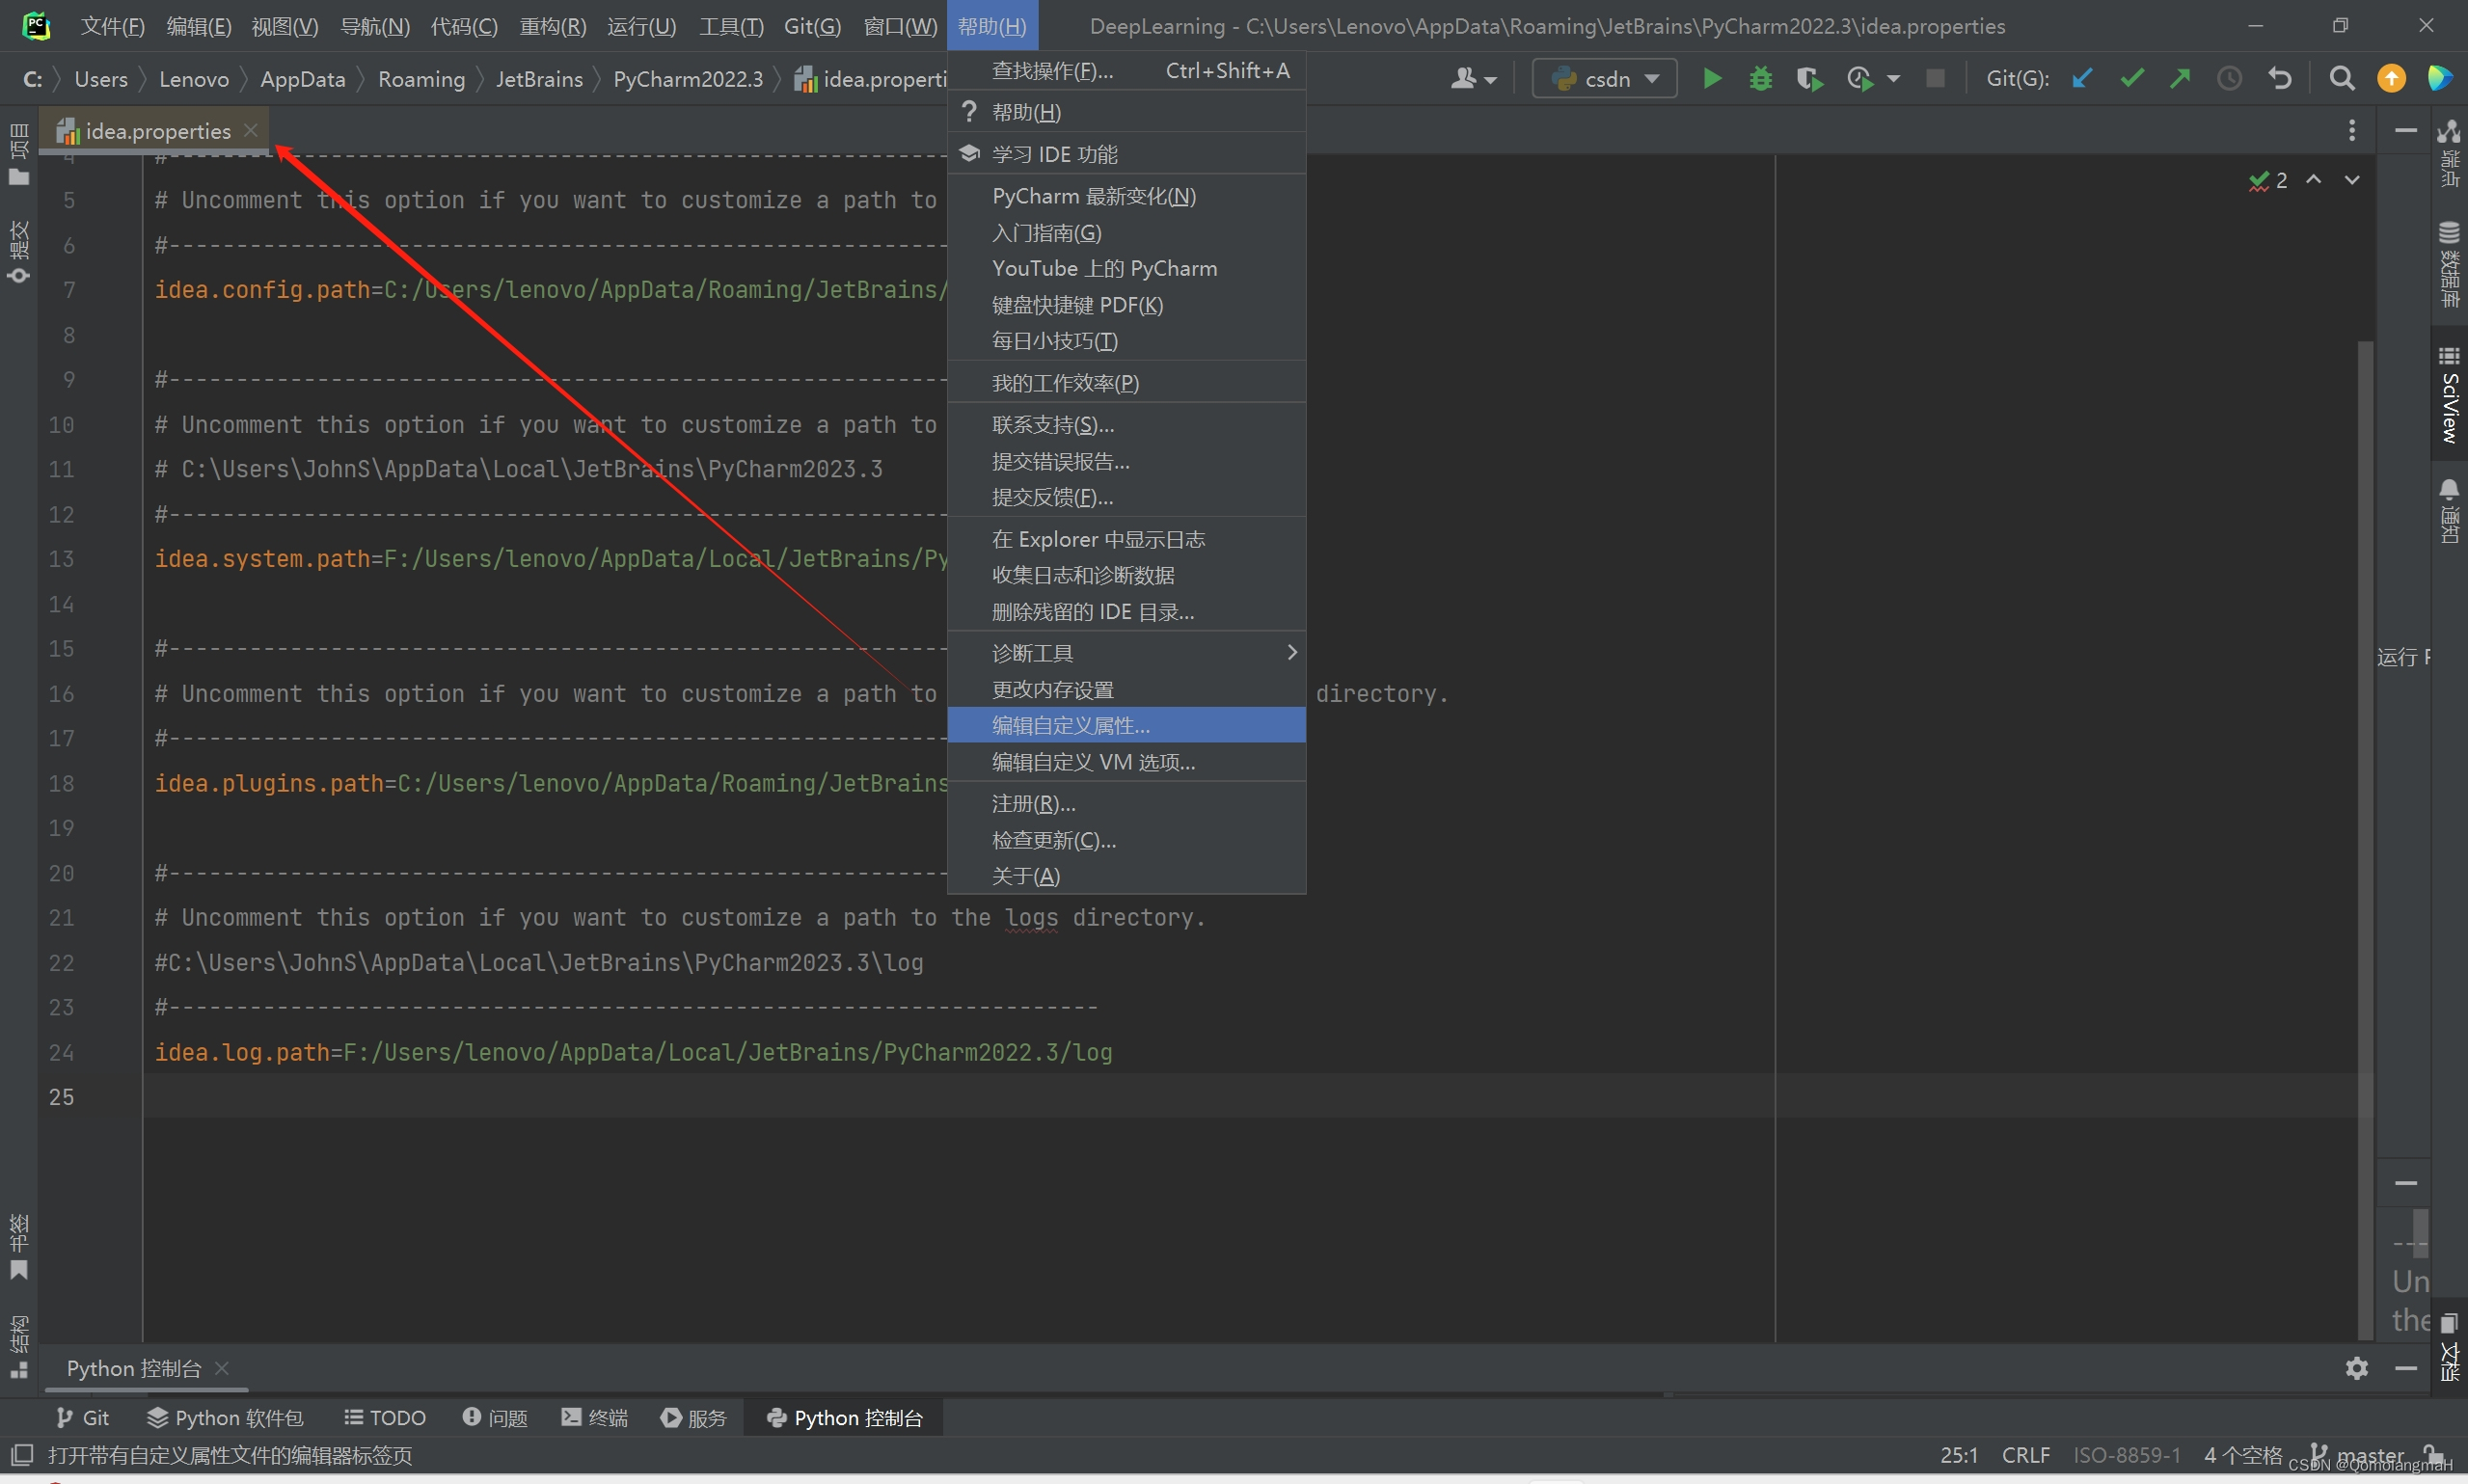 文件(F) 编辑(E) 视图(V) 导航(N) 代码(C) 重构(R) 运行(U) 工具(T) Git(G) 窗口(W) 帮助(H) DeepLearning - C:\Users\Lenovo\AppData\Roaming\JetBrains\PyCharm2022.3\idea.properties
C: Users Lenovo AppData Roaming JetBrains PyCharm2022.3 idea.properti
csdn Git(G):
idea.properties
查找操作(F)... Ctrl+Shift+A
帮助(H)
学习 IDE 功能
PyCharm 最新变化(N)
入门指南(G)
YouTube 上的 PyCharm
键盘快捷键 PDF(K)
每日小技巧(T)
我的工作效率(P)
联系支持(S)...
提交错误报告...
提交反馈(F)...
在 Explorer 中显示日志
收集日志和诊断数据
删除残留的 IDE 目录...
诊断工具
更改内存设置
编辑自定义属性...
编辑自定义 VM 选项...
注册(R)...
检查更新(C)...
关于(A)
项目
提交
书签
结构
4 #----------------------------------------------------------
5 # Uncomment this option if you want to customize a path to
6 #----------------------------------------------------------
7 idea.config.path=C:/Users/lenovo/AppData/Roaming/JetBrains/
8
9 #----------------------------------------------------------
10 # Uncomment this option if you want to customize a path to
11 # C:\Users\JohnS\AppData\Local\JetBrains\PyCharm2023.3
12 #----------------------------------------------------------
13 idea.system.path=F:/Users/lenovo/AppData/Local/JetBrains/Py
14
15 #----------------------------------------------------------
16 # Uncomment this option if you want to customize a path to directory.
17 #----------------------------------------------------------
18 idea.plugins.path=C:/Users/lenovo/AppData/Roaming/JetBrains
19
20 #----------------------------------------------------------
21 # Uncomment this option if you want to customize a path to the logs directory.
22 #C:\Users\JohnS\AppData\Local\JetBrains\PyCharm2023.3\log
23 #---------------------------------------------------------------------
24 idea.log.path=F:/Users/lenovo/AppData/Local/JetBrains/PyCharm2022.3/log
25
2
端点
数据库
SciView
通知
运行 F
---
Un
the
文档
Python 控制台
Git Python 软件包 TODO 问题 终端 服务 Python 控制台
打开带有自定义属性文件的编辑器标签页 25:1 CRLF ISO-8859-1 4 个空格 master
CSDN @QomolangmaH